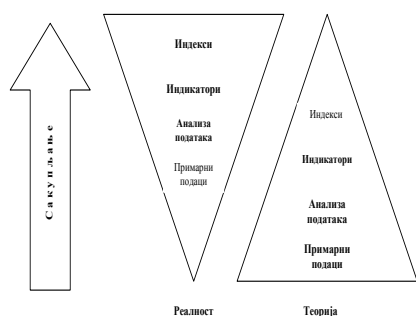 Сакупљање
Индекси
Индикатори
Анализа
података
Примарни
подаци
Реалност
Индекси
Индикатори
Анализа
података
Примарни
подаци
Теорија